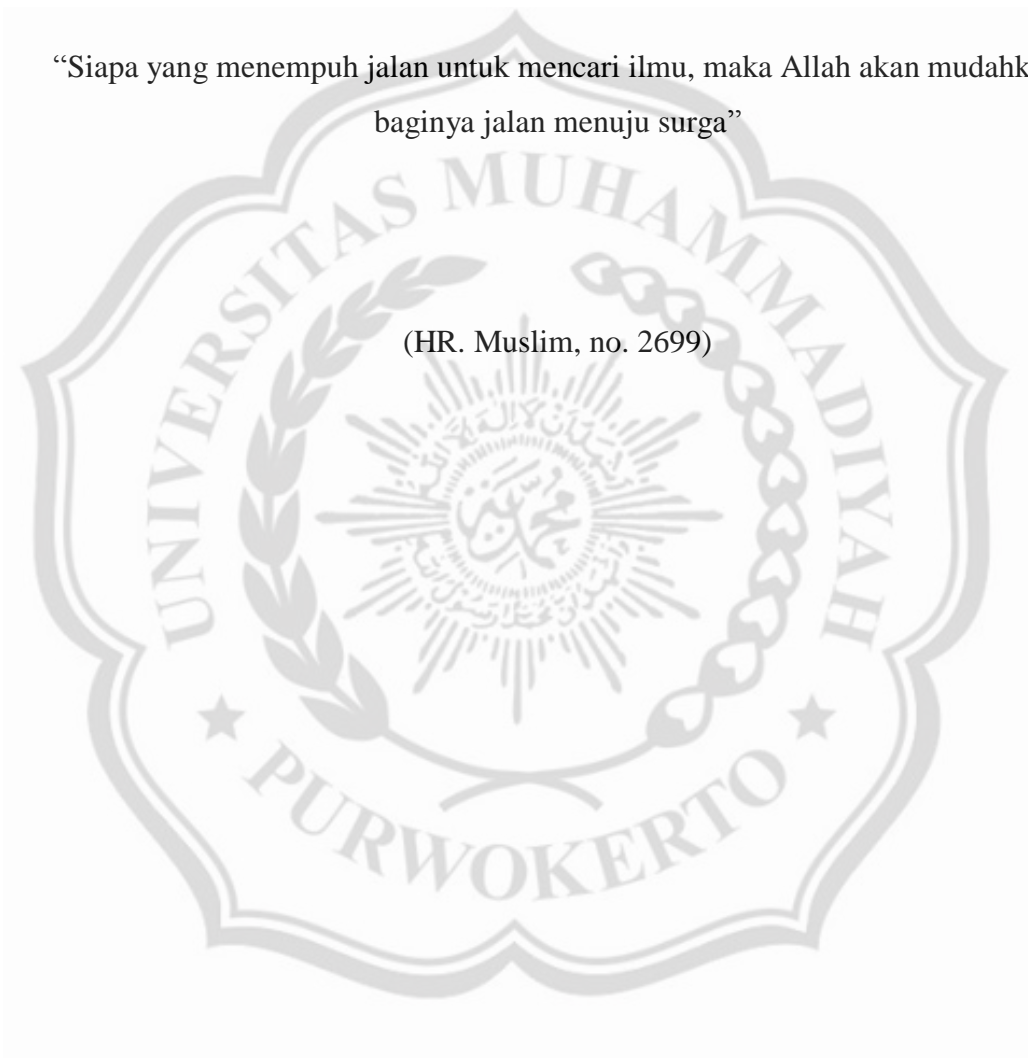 “Siapa yang menempuh jalan untuk mencari ilmu, maka Allah akan mudahk
baginya jalan menuju surga”
UNIVERSITAS MUHAMMADIYAH
(HR. Muslim, no. 2699)
محمد
PURWOKERTO